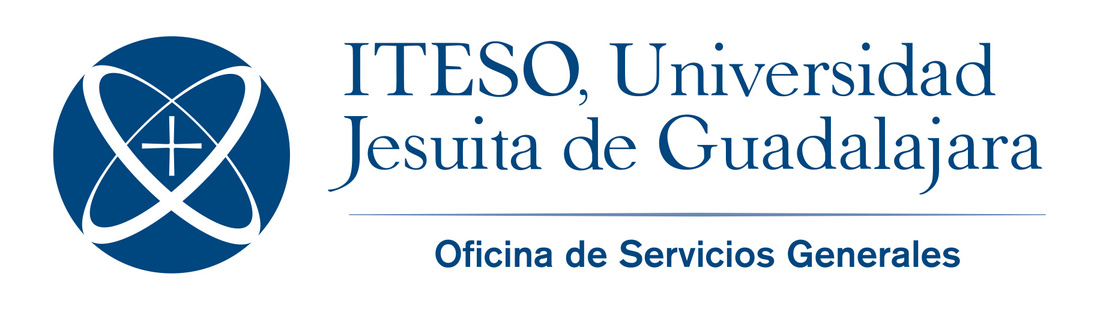 ITESO, Universidad
Jesuita de Guadalajara
Oficina de Servicios Generales